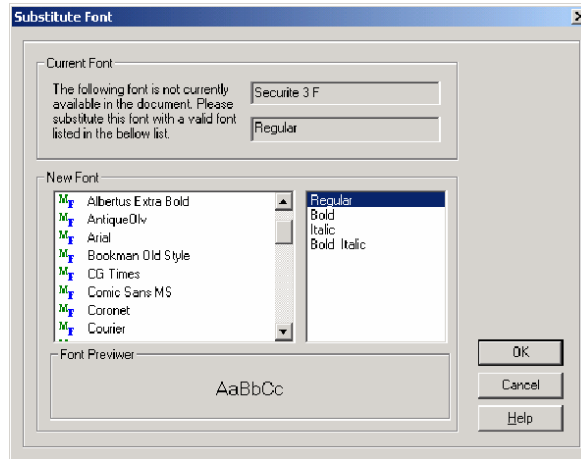 Substitute Font
Current Font
The following font is not currently
available in the document. Please
substitute this font with a valid font
listed in the bellow list.
Securite 3 F
Regular
New Font
Albertus Extra Bold
AntiqueOlv
Arial
Bookman Old Style
CG Times
Comic Sans MS
Coronet
Courier
Regular
Bold
Italic
Bold Italic
Font Previwer
AaBbCc
OK
Cancel
Help